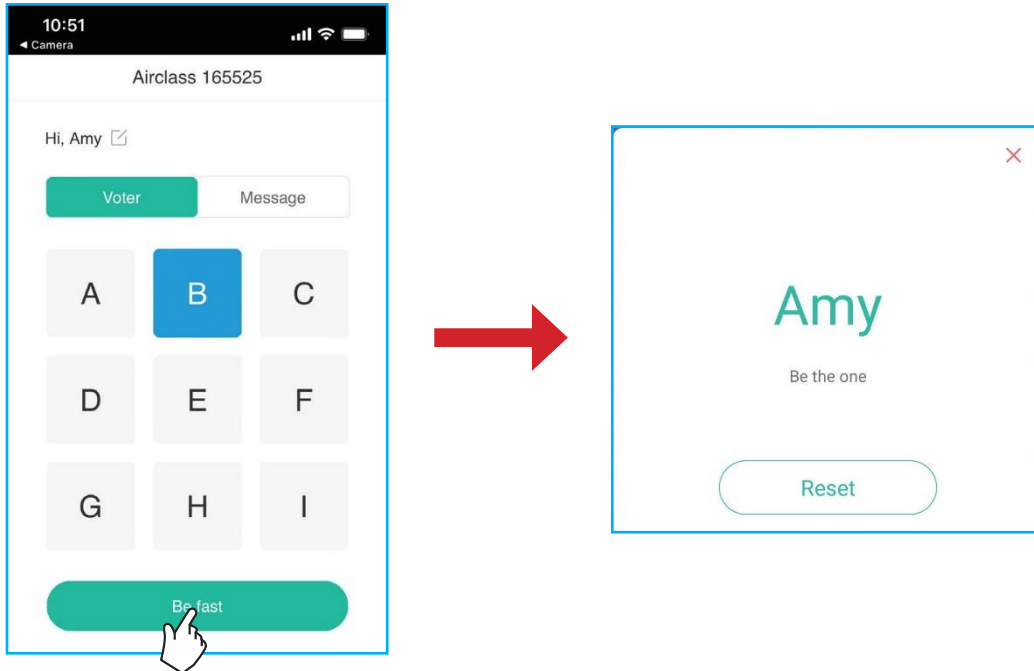 10:51
◄ Camera
Airclass 165525
Hi, Amy
Voter Message
A B C
D E F
G H I
Be fast
Amy
Be the one
Reset